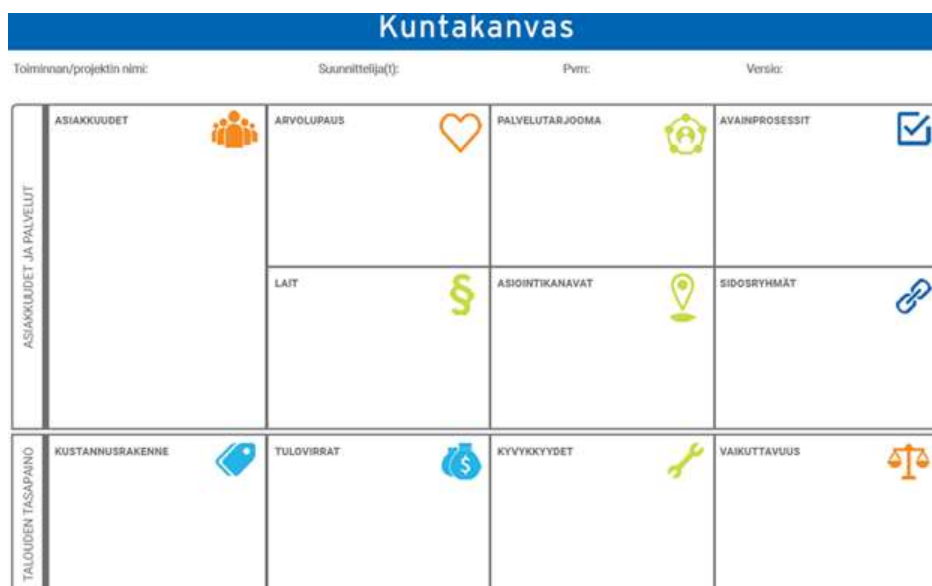 Kuntakanvas
Toiminnan/projektin nimi: Suunnittelija(t): Pvm: Versio:
ASIAKKUUDET JA PALVELUT
ASIAKKUUDET
ARVOLUPAUS
PALVELUTARJOOMA
AVAINPROSESSIT
LAIT
§
ASIOINTIKANAVAT
SIDOSRYHMÄT
TALOUDEN TASAPAINO
KUSTANNUSRAKENNE
TULOVIRRAT
$
KYVYKKYYDET
VAIKUTTAVUUS